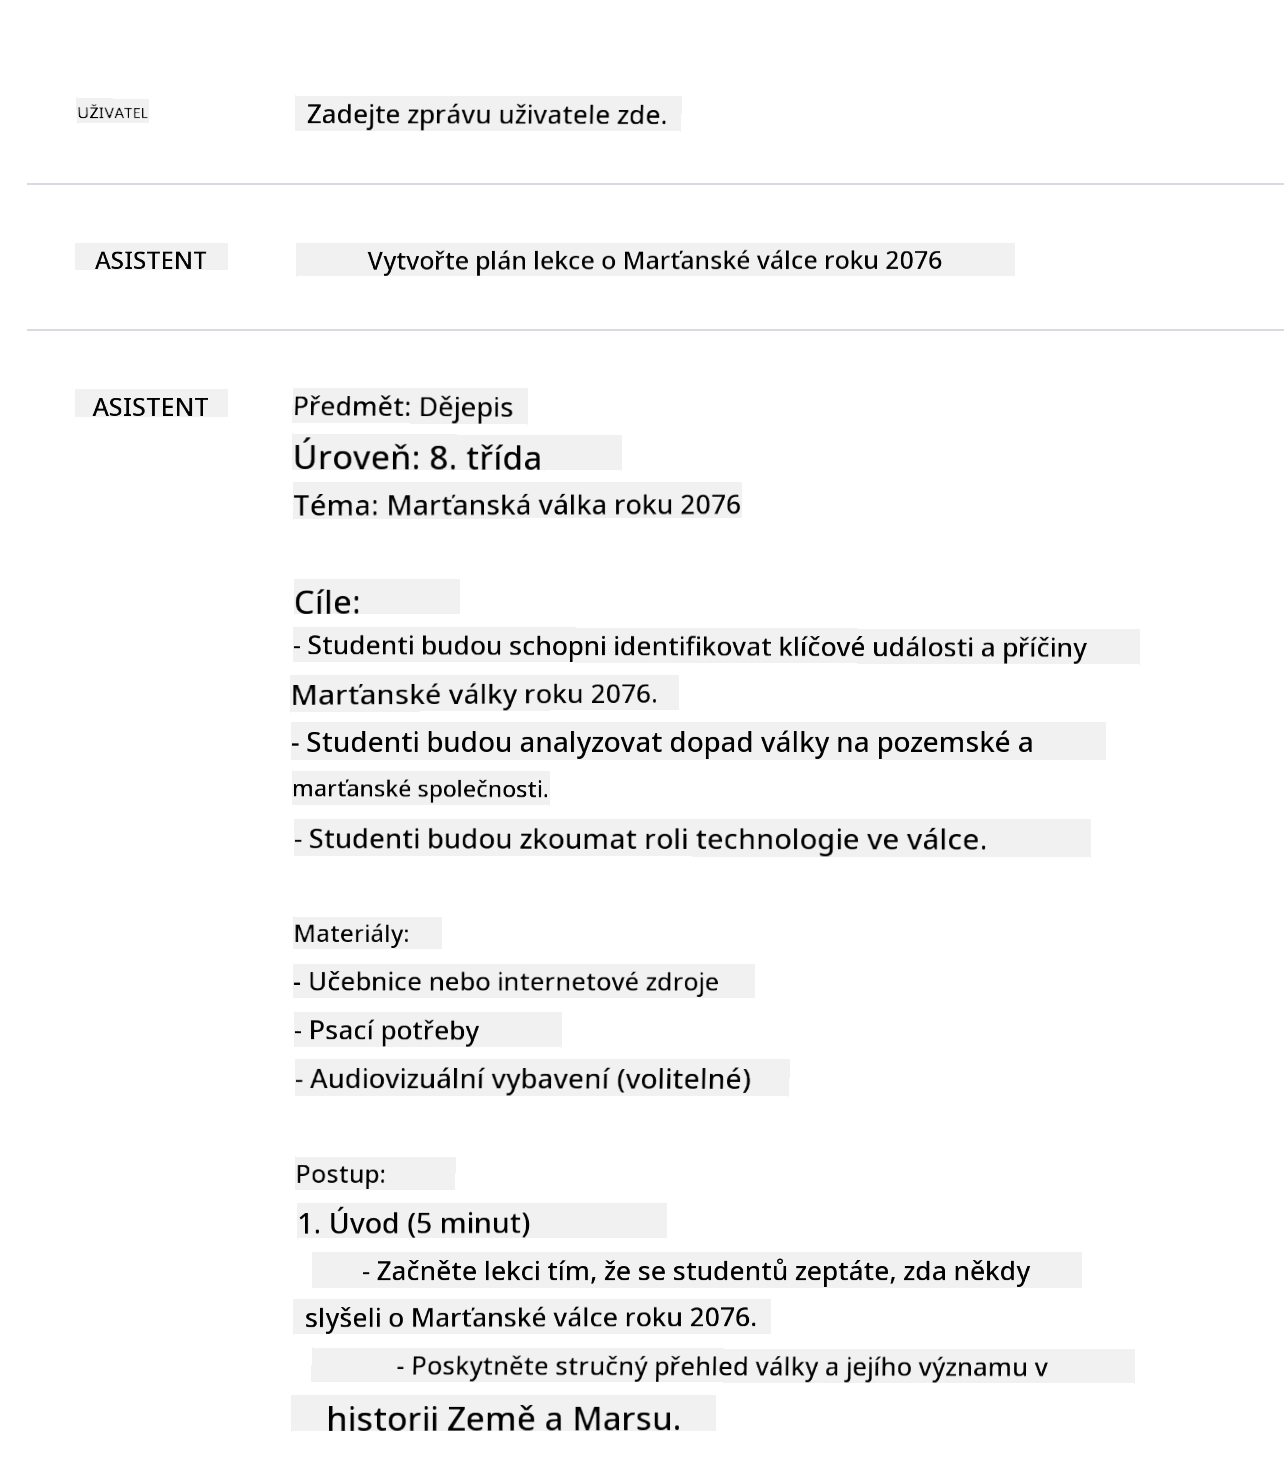 UŽIVATEL
Zadejte zprávu uživatele zde.
ASISTENT
Vytvořte plán lekce o Marťanské válce roku 2076
ASISTENT
Předmět: Dějepis
Úroveň: 8. třída
Téma: Marťanská válka roku 2076
Cíle:
- Studenti budou schopni identifikovat klíčové události a příčiny
Marťanské války roku 2076.
- Studenti budou analyzovat dopad války na pozemské a
marťanské společnosti.
- Studenti budou zkoumat roli technologie ve válce.
Materiály:
- Učebnice nebo internetové zdroje
- Psací potřeby
- Audiovizuální vybavení (volitelné)
Postup:
1. Úvod (5 minut)
- Začněte lekci tím, že se studentů zeptáte, zda někdy
slyšeli o Marťanské válce roku 2076.
- Poskytněte stručný přehled války a jejího významu v
historii Země a Marsu.